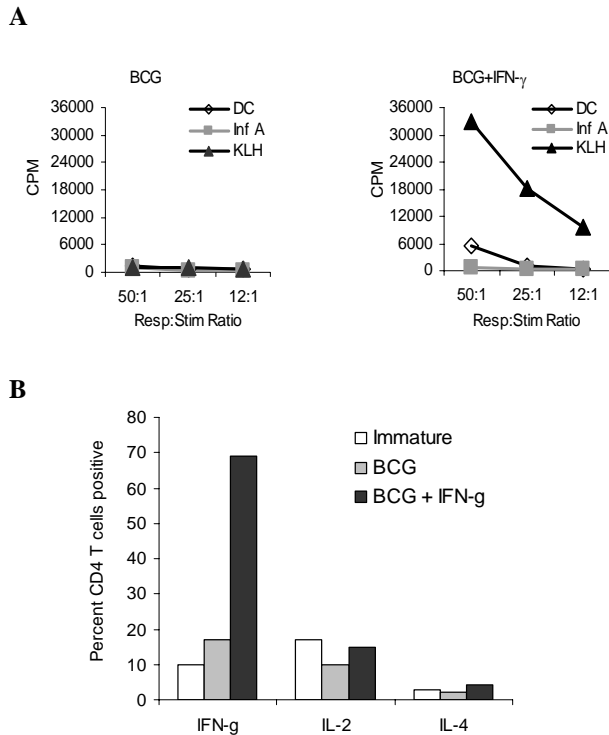 A
BCG
36000
30000
24000
18000
12000
6000
0
CPM
DC
Inf A
KLH
50:1 25:1 12:1
Resp:Stim Ratio
BCG+IFN-γ
36000
30000
24000
18000
12000
6000
0
CPM
DC
Inf A
KLH
50:1 25:1 12:1
Resp:Stim Ratio
B
80
70
60
50
40
30
20
10
0
Percent CD4 T cells positive
Immature
BCG
BCG + IFN-g
IFN-g IL-2 IL-4